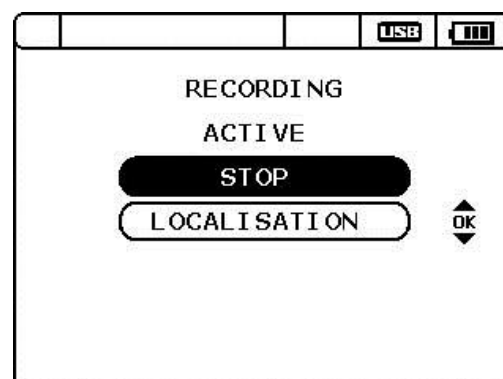 USB
RECORDING
ACTIVE
STOP
LOCALISATION
OK